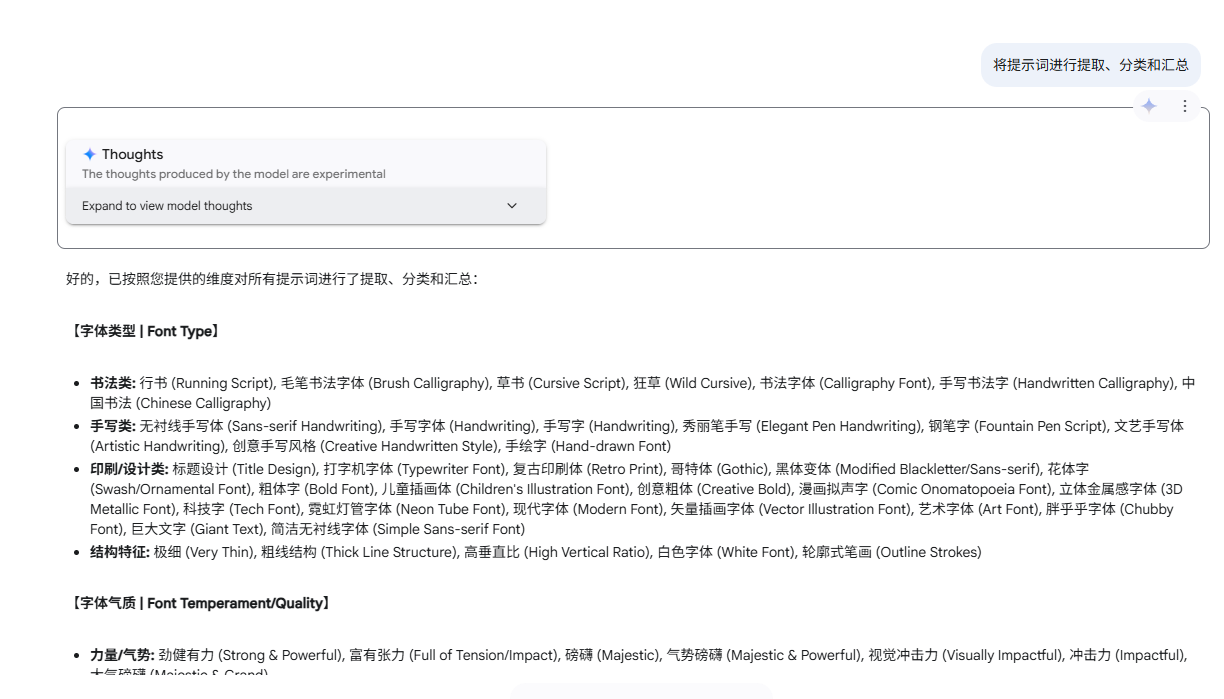 将提示词进行提取、分类和汇总
Thoughts
The thoughts produced by the model are experimental
Expand to view model thoughts
好的，已按照您提供的维度对所有提示词进行了提取、分类和汇总：
【字体类型 | Font Type】
书法类: 行书 (Running Script), 毛笔书法字体 (Brush Calligraphy), 草书 (Cursive Script), 狂草 (Wild Cursive), 书法字体 (Calligraphy Font), 手写书法字 (Handwritten Calligraphy), 中
国书法 (Chinese Calligraphy)
手写类: 无衬线手写体 (Sans-serif Handwriting), 手写字体 (Handwriting), 手写字 (Handwriting), 秀丽笔手写 (Elegant Pen Handwriting), 钢笔字 (Fountain Pen Script), 文艺手写体
(Artistic Handwriting), 创意手写风格 (Creative Handwritten Style), 手绘字 (Hand-drawn Font)
印刷/设计类: 标题设计 (Title Design), 打字机字体 (Typewriter Font), 复古印刷体 (Retro Print), 哥特体 (Gothic), 黑体变体 (Modified Blackletter/Sans-serif), 花体字
(Swash/Ornamental Font), 粗体字 (Bold Font), 儿童插画体 (Children's Illustration Font), 创意粗体 (Creative Bold), 漫画拟声字 (Comic Onomatopoeia Font), 立体金属感字体 (3D
Metallic Font), 科技字 (Tech Font), 霓虹灯管字体 (Neon Tube Font), 现代字体 (Modern Font), 矢量插画字体 (Vector Illustration Font), 艺术字体 (Art Font), 胖乎乎字体 (Chubby
Font), 巨大文字 (Giant Text), 简洁无衬线字体 (Simple Sans-serif Font)
结构特征: 极细 (Very Thin), 粗线结构 (Thick Line Structure), 高垂直比 (High Vertical Ratio), 白色字体 (White Font), 轮廓式笔画 (Outline Strokes)
【字体气质 | Font Temperament/Quality】
力量/气势: 劲健有力 (Strong & Powerful), 富有张力 (Full of Tension/Impact), 磅礴 (Majestic), 气势磅礴 (Majestic & Powerful), 视觉冲击力 (Visually Impactful), 冲击力 (Impactful),
大气磅礴 (Majestic & Grand)